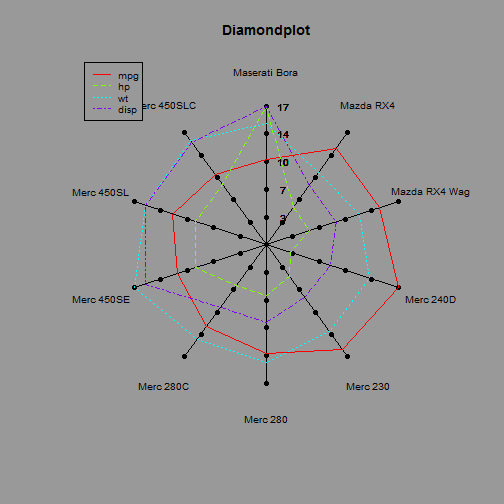 Diamondplot
Maserati Bora
mpg
hp
wt
disp
erc 450SLC
17
Mazda RX4
14
10
Merc 450SL
7
Mazda RX4 Wag
3
Merc 450SE
Merc 240D
Merc 280C
Merc 230
Merc 280